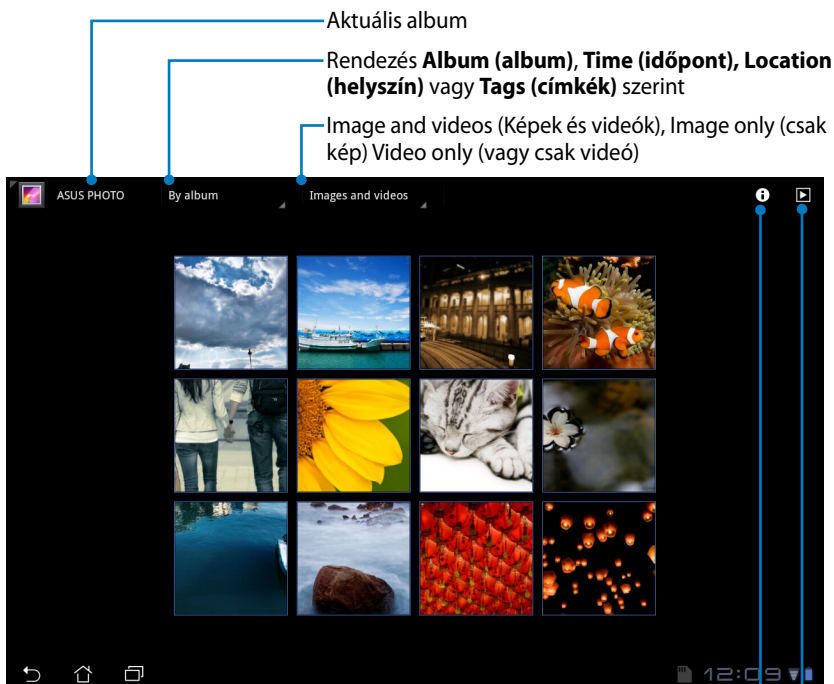 Aktuális album
Rendezés Album (album), Time (időpont), Location
(helyszín) vagy Tags (címkék) szerint
Image and videos (Képek és videók), Image only (csak
kép) Video only (vagy csak videó)
ASUS PHOTO By album Images and videos
12:09